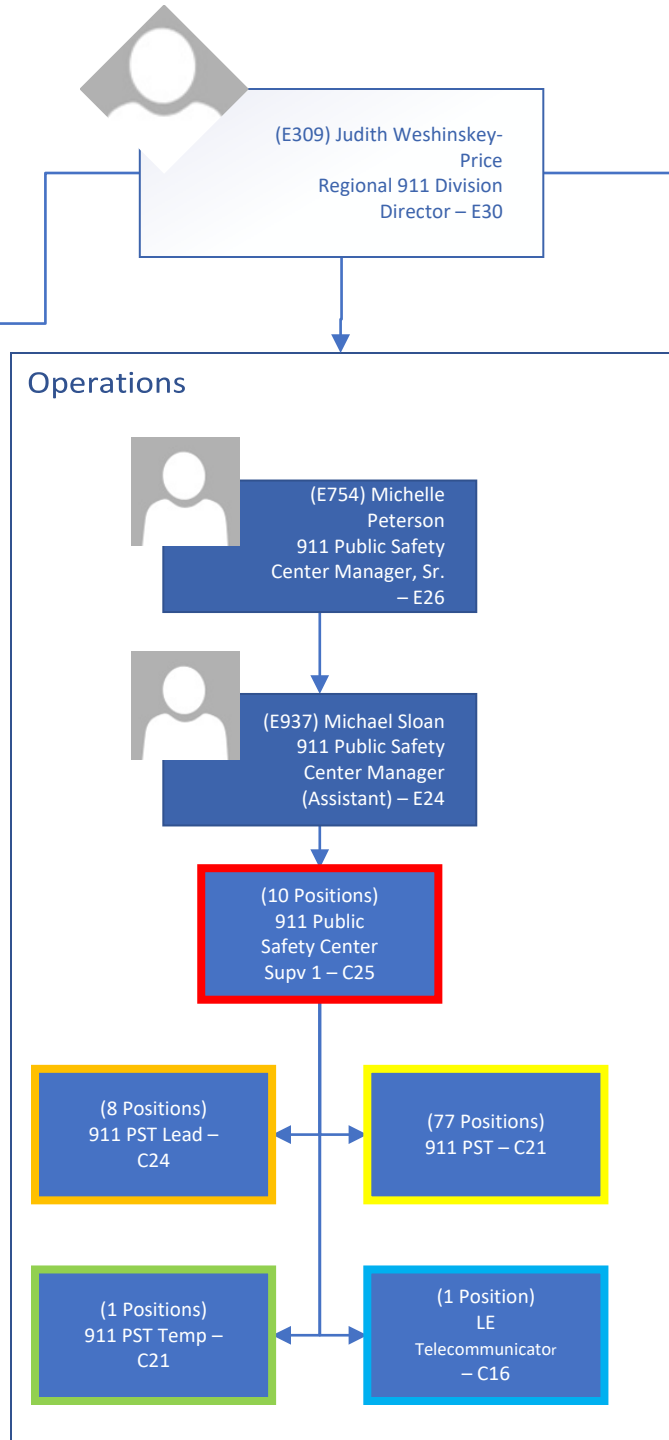 (E309) Judith Weshinskey-
Price
Regional 911 Division
Director – E30
Operations
(E754) Michelle
Peterson
911 Public Safety
Center Manager, Sr.
– E26
(E937) Michael Sloan
911 Public Safety
Center Manager
(Assistant) – E24
(10 Positions)
911 Public
Safety Center
Supv 1 – C25
(8 Positions)
911 PST Lead –
C24
(77 Positions)
911 PST – C21
(1 Positions)
911 PST Temp –
C21
(1 Position)
LE
Telecommunicator
– C16